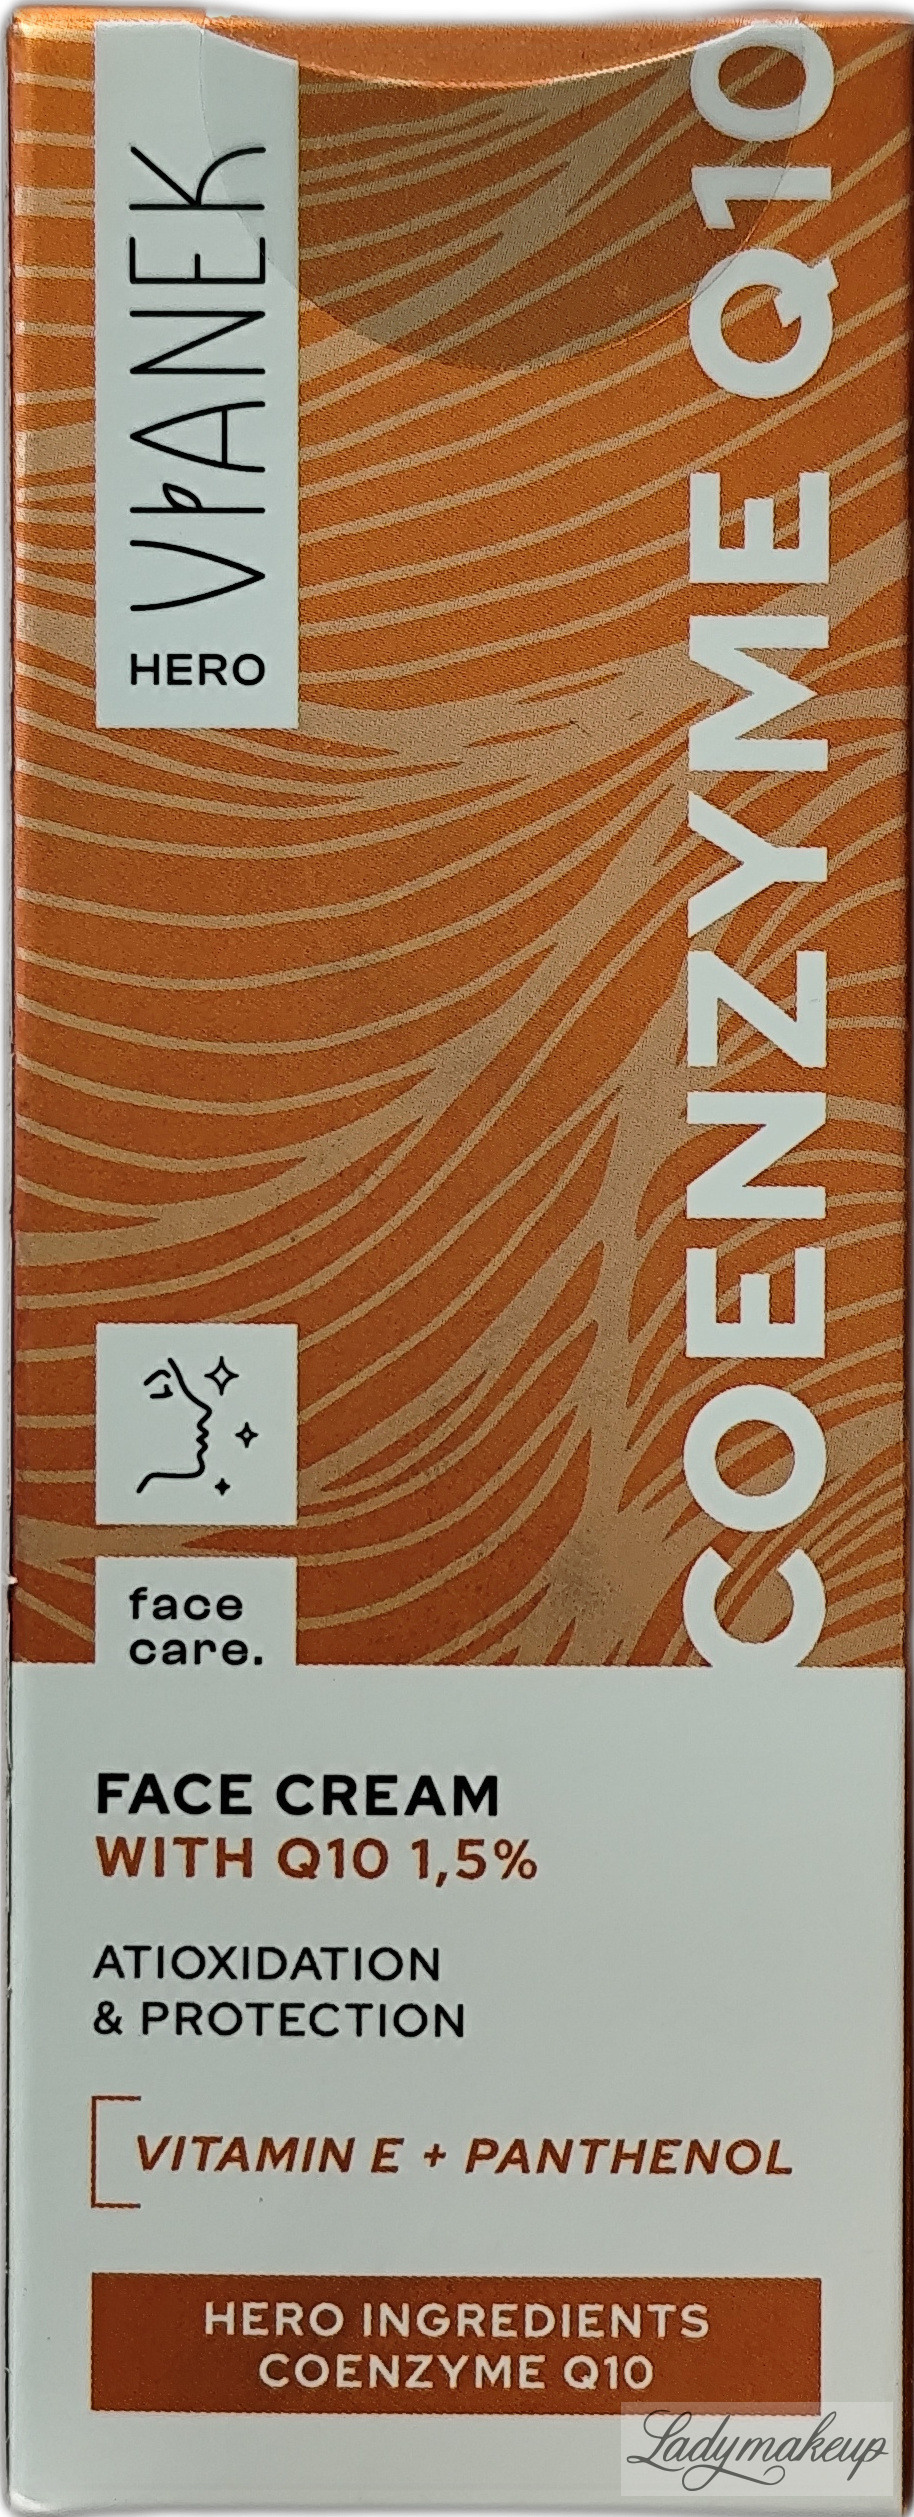 HERO VIANEK
COENZYME Q10
face
care.
FACE CREAM
WITH Q10 1,5%
ATIOXIDATION
& PROTECTION
VITAMIN E + PANTHENOL
HERO INGREDIENTS
COENZYME Q10
Ladymakeup